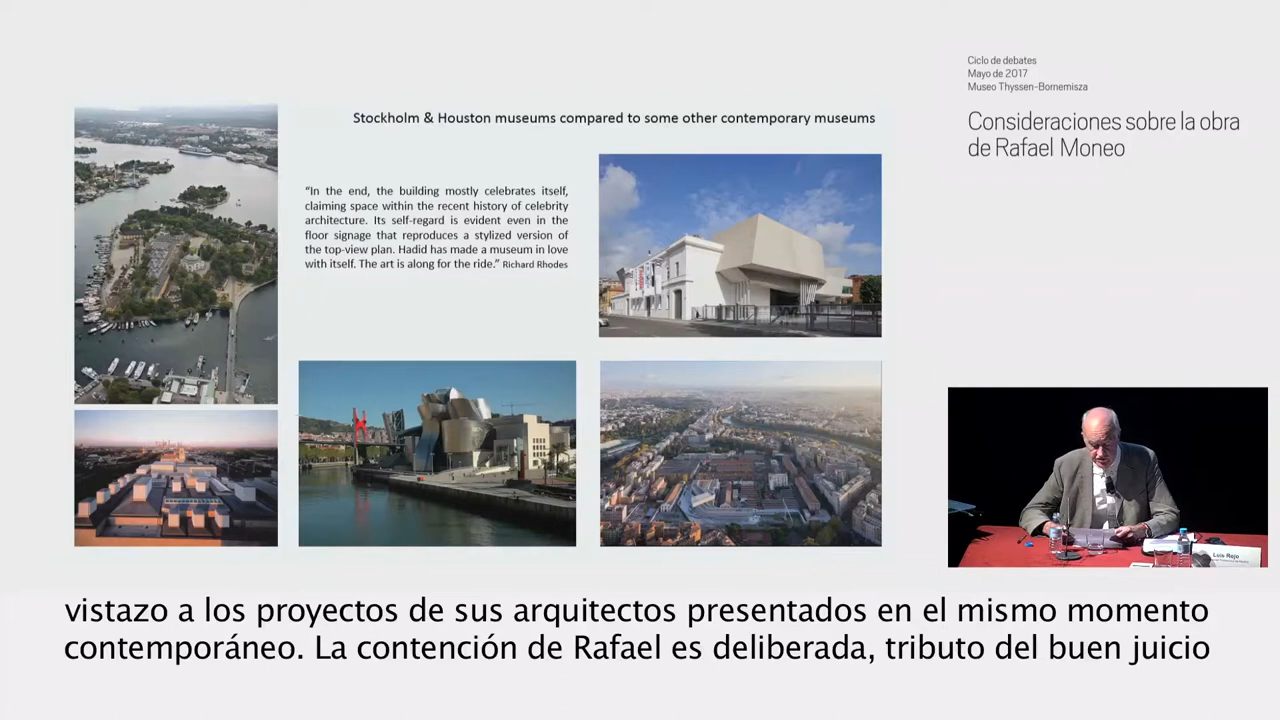 Ciclo de debates
Mayo de 2017
Museo Thyssen-Bornemisza
Consideraciones sobre la obra
de Rafael Moneo
Stockholm & Houston museums compared to some other contemporary museums
“In the end, the building mostly celebrates itself,
claiming space within the recent history of celebrity
architecture. Its self-regard is evident even in the
floor signage that reproduces a stylized version of
the top-view plan. Hadid has made a museum in love
with itself. The art is along for the ride.” Richard Rhodes
Luis Rojo
vistazo a los proyectos de sus arquitectos presentados en el mismo momento
contemporáneo. La contención de Rafael es deliberada, tributo del buen juicio